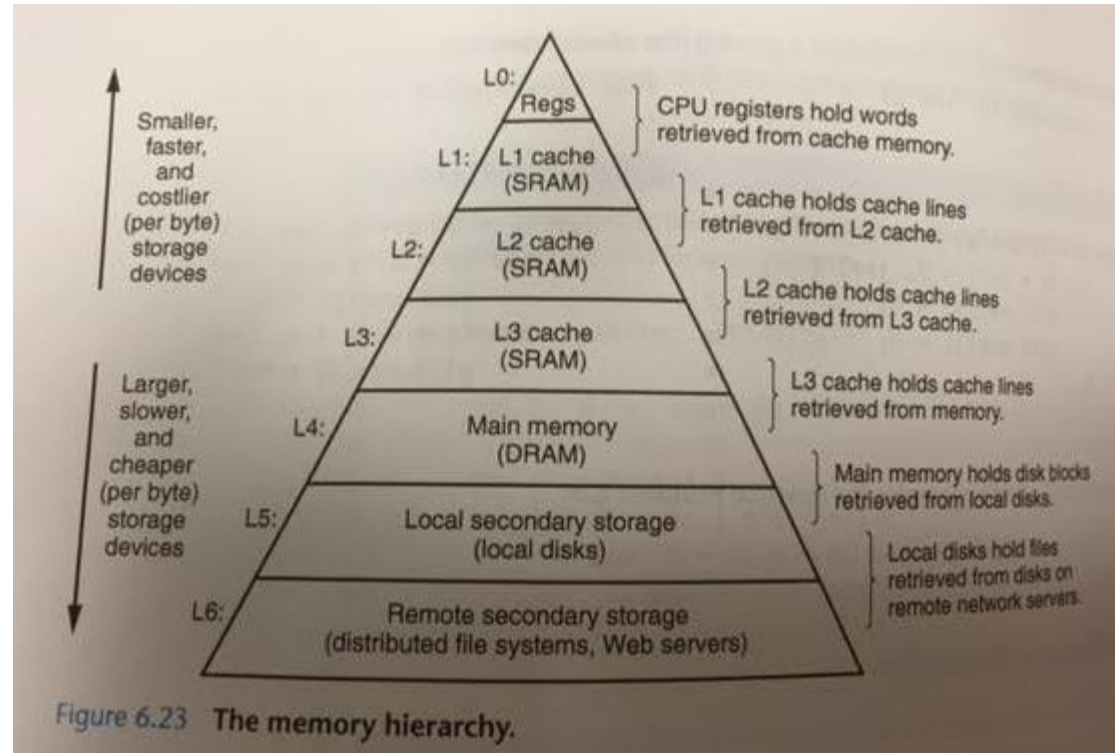 Smaller,
faster,
and
costlier
(per byte)
storage
devices
Larger,
slower,
and
cheaper
(per byte)
storage
devices
L0:
Regs
CPU registers hold words
retrieved from cache memory.
L1:
L1 cache
(SRAM)
L1 cache holds cache lines
retrieved from L2 cache.
L2:
L2 cache
(SRAM)
L2 cache holds cache lines
retrieved from L3 cache.
L3:
L3 cache
(SRAM)
L3 cache holds cache lines
retrieved from memory.
L4:
Main memory
(DRAM)
Main memory holds disk blocks
retrieved from local disks.
L5:
Local secondary storage
(local disks)
Local disks hold files
retrieved from disks on
remote network servers.
L6:
Remote secondary storage
(distributed file systems, Web servers)
Figure 6.23 The memory hierarchy.